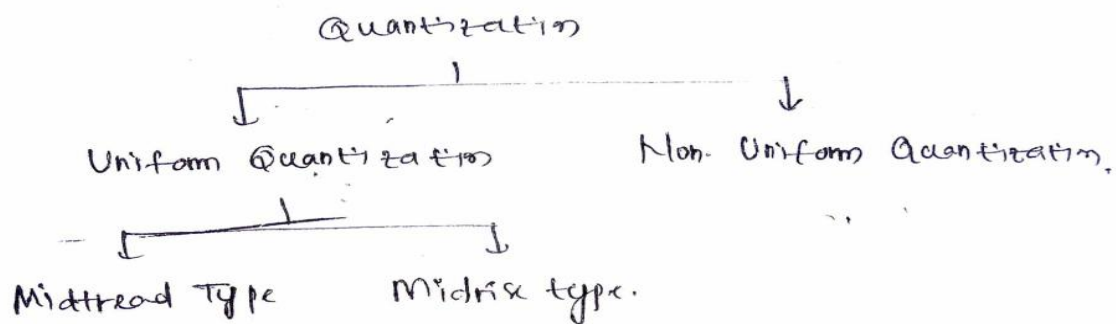 Quantization
Uniform Quantization
Non. Uniform Quantization.
Midtread Type
Midrise type.